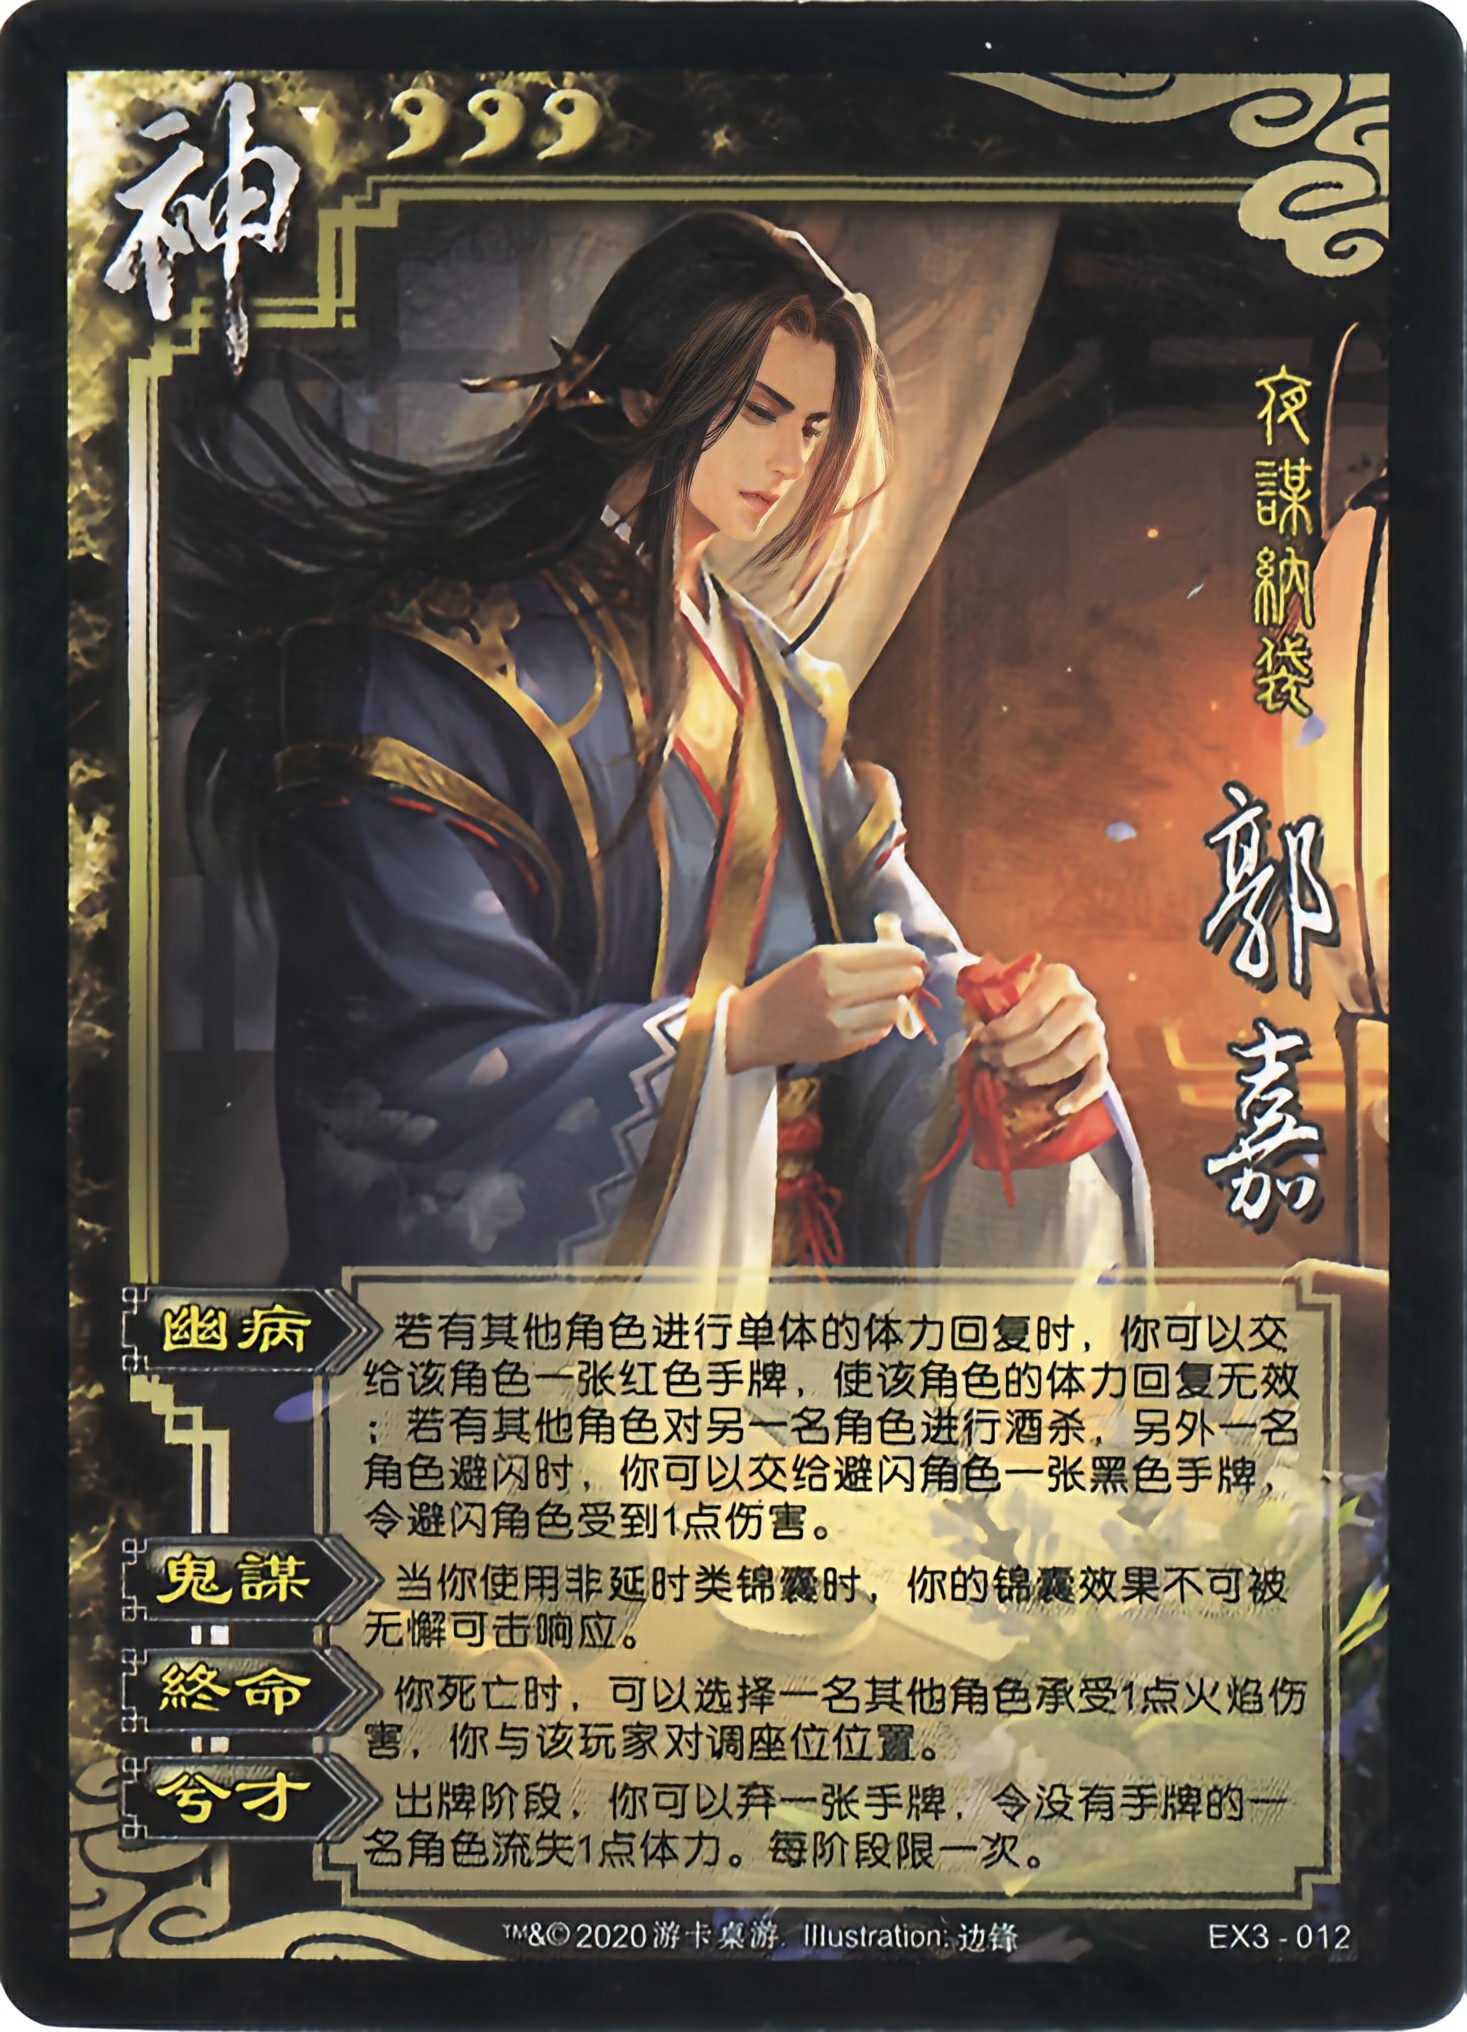 神
夜謀納袋
郭嘉
幽病
若有其他角色进行单体的体力回复时，你可以交
给该角色一张红色手牌，使该角色的体力回复无效
；若有其他角色对另一名角色进行酒杀，另外一名
角色避闪时，你可以交给避闪角色一张黑色手牌，
令避闪角色受到1点伤害。
鬼謀
当你使用非延时类锦囊时，你的锦囊效果不可被
无懈可击响应。
終命
你死亡时，可以选择一名其他角色承受1点火焰伤
害，你与该玩家对调座位位置。
兮才
出牌阶段，你可以弃一张手牌，令没有手牌的一
名角色流失1点体力。每阶段限一次。
™&©2020游卡桌游. Illustration: 边锋
EX3 - 012